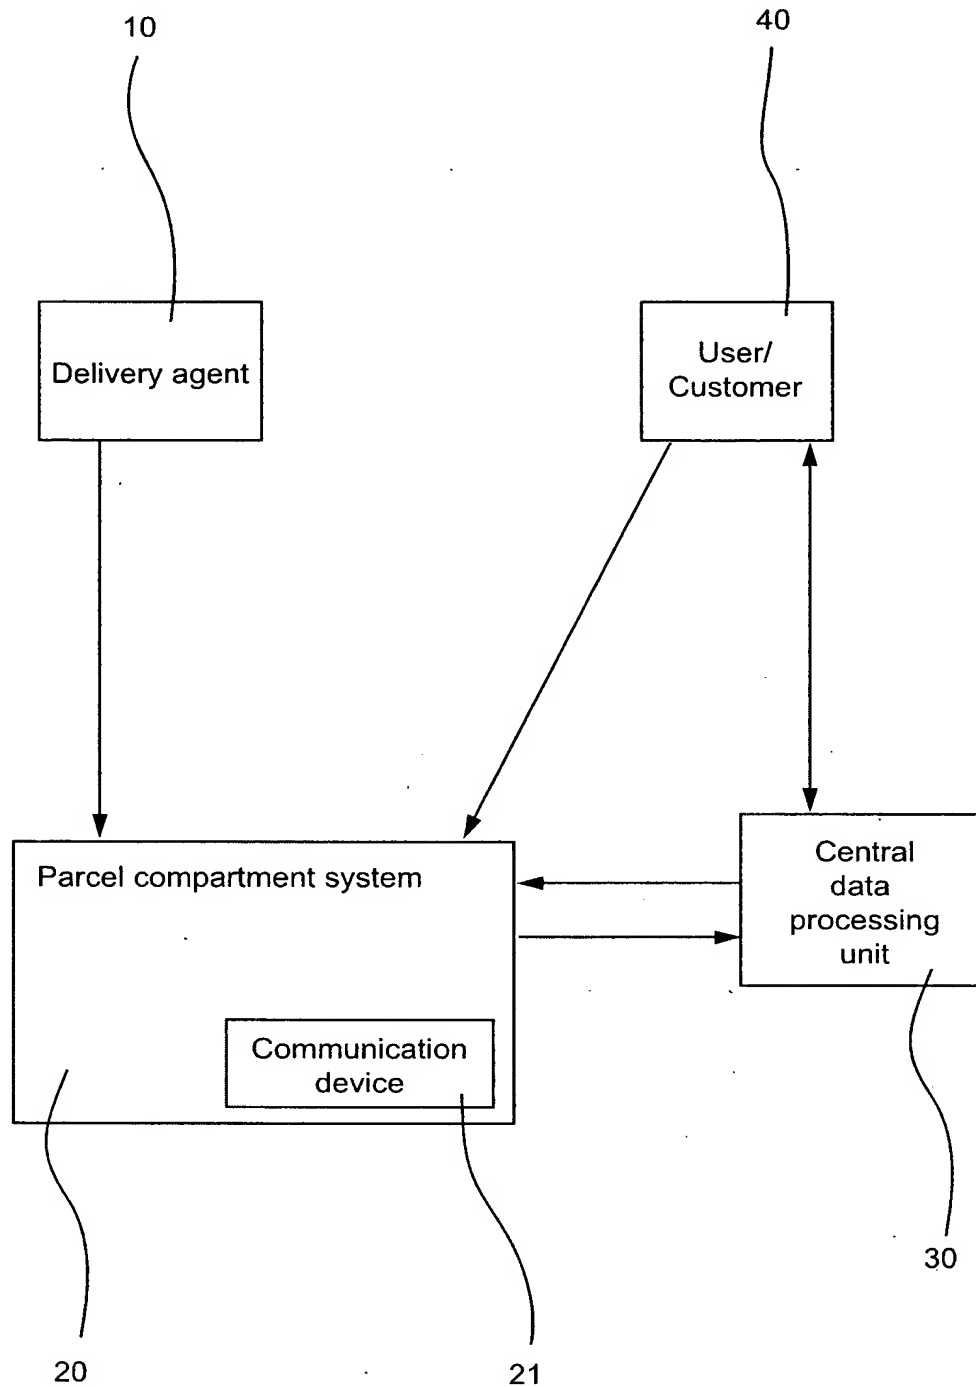 10
40
Delivery agent
User/
Customer
Parcel compartment system
Central
data
processing
unit
Communication
device
30
20
21